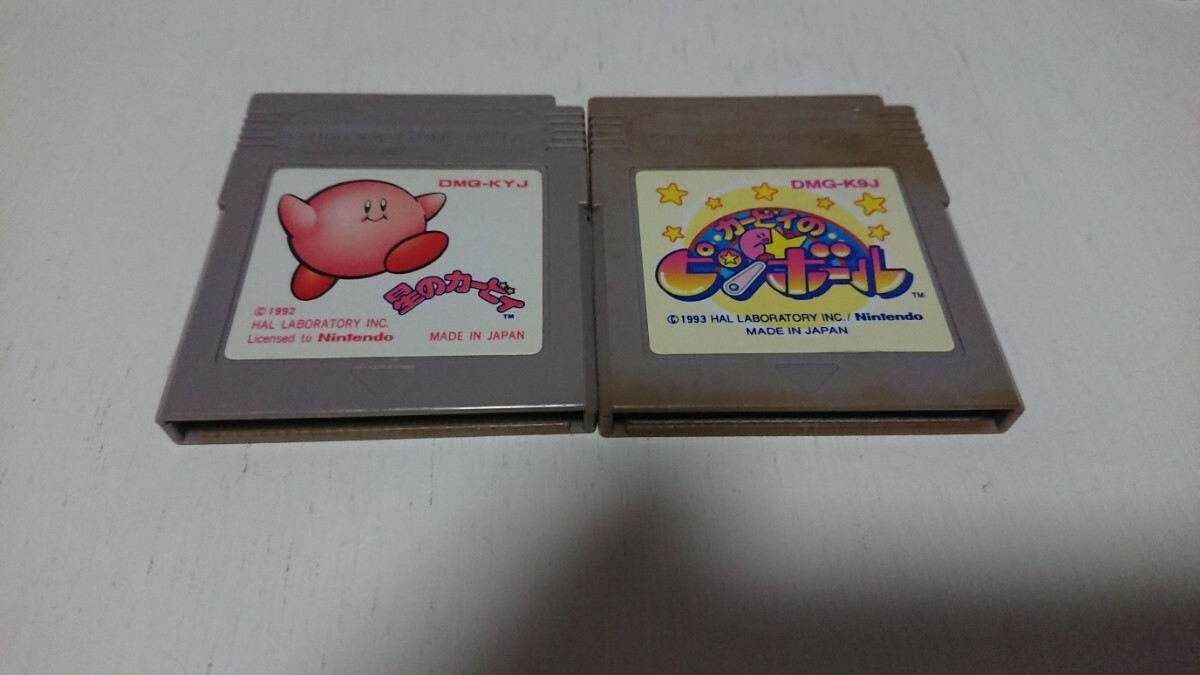 DMG-KYJ
星のカービィ
TM
©1992
HAL LABORATORY INC.
Licensed to Nintendo
MADE IN JAPAN
DMG-K9J
カービィの
ピンボール
TM
©1993 HAL LABORATORY INC./Nintendo
MADE IN JAPAN